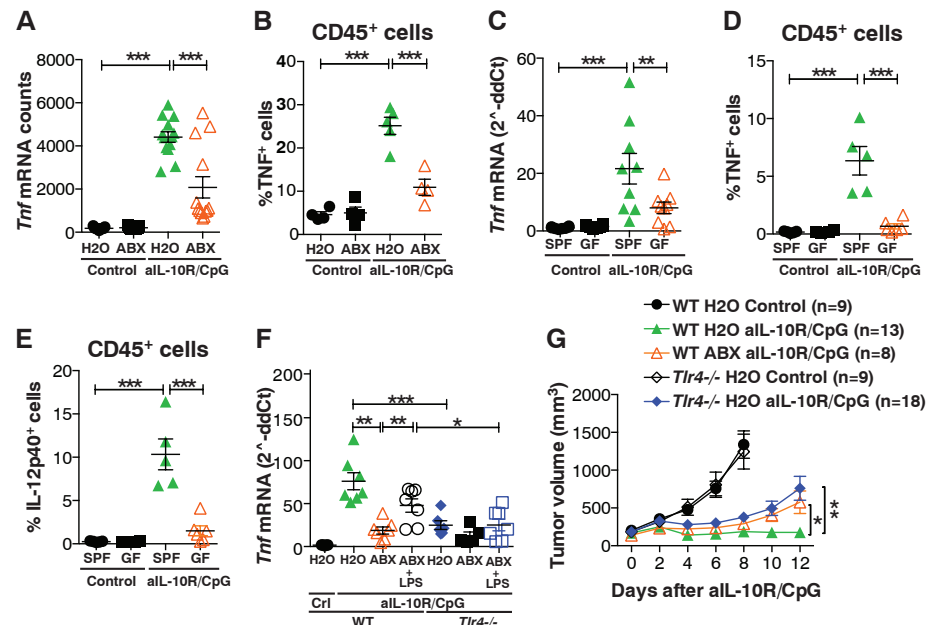 A
Tnf mRNA counts
8000
6000
4000
2000
0
***
***
H2O ABX H2O ABX
Control aIL-10R/CpG
B
CD45+ cells
%TNF+ cells
40
30
20
10
0
***
***
H2O ABX H2O ABX
Control aIL-10R/CpG
C
Tnf mRNA (2^-ddCt)
60
40
20
0
***
**
SPF GF SPF GF
Control aIL-10R/CpG
D
CD45+ cells
%TNF+ cells
15
10
5
0
***
***
SPF GF SPF GF
Control aIL-10R/CpG
E
CD45+ cells
% IL-12p40+ cells
20
15
10
5
0
***
***
SPF GF SPF GF
Control aIL-10R/CpG
F
Tnf mRNA (2^-ddCt)
200
150
100
50
0
***
**
**
*
H2O H2O ABX ABX + LPS H2O ABX ABX + LPS
Crl aIL-10R/CpG
WT Tlr4-/-
WT H2O Control (n=9)
WT H2O aIL-10R/CpG (n=13)
WT ABX aIL-10R/CpG (n=8)
Tlr4-/- H2O Control (n=9)
Tlr4-/- H2O aIL-10R/CpG (n=18)
G
Tumor volume (mm3)
2000
1500
1000
500
0
*
**
0 2 4 6 8 10 12
Days after aIL-10R/CpG